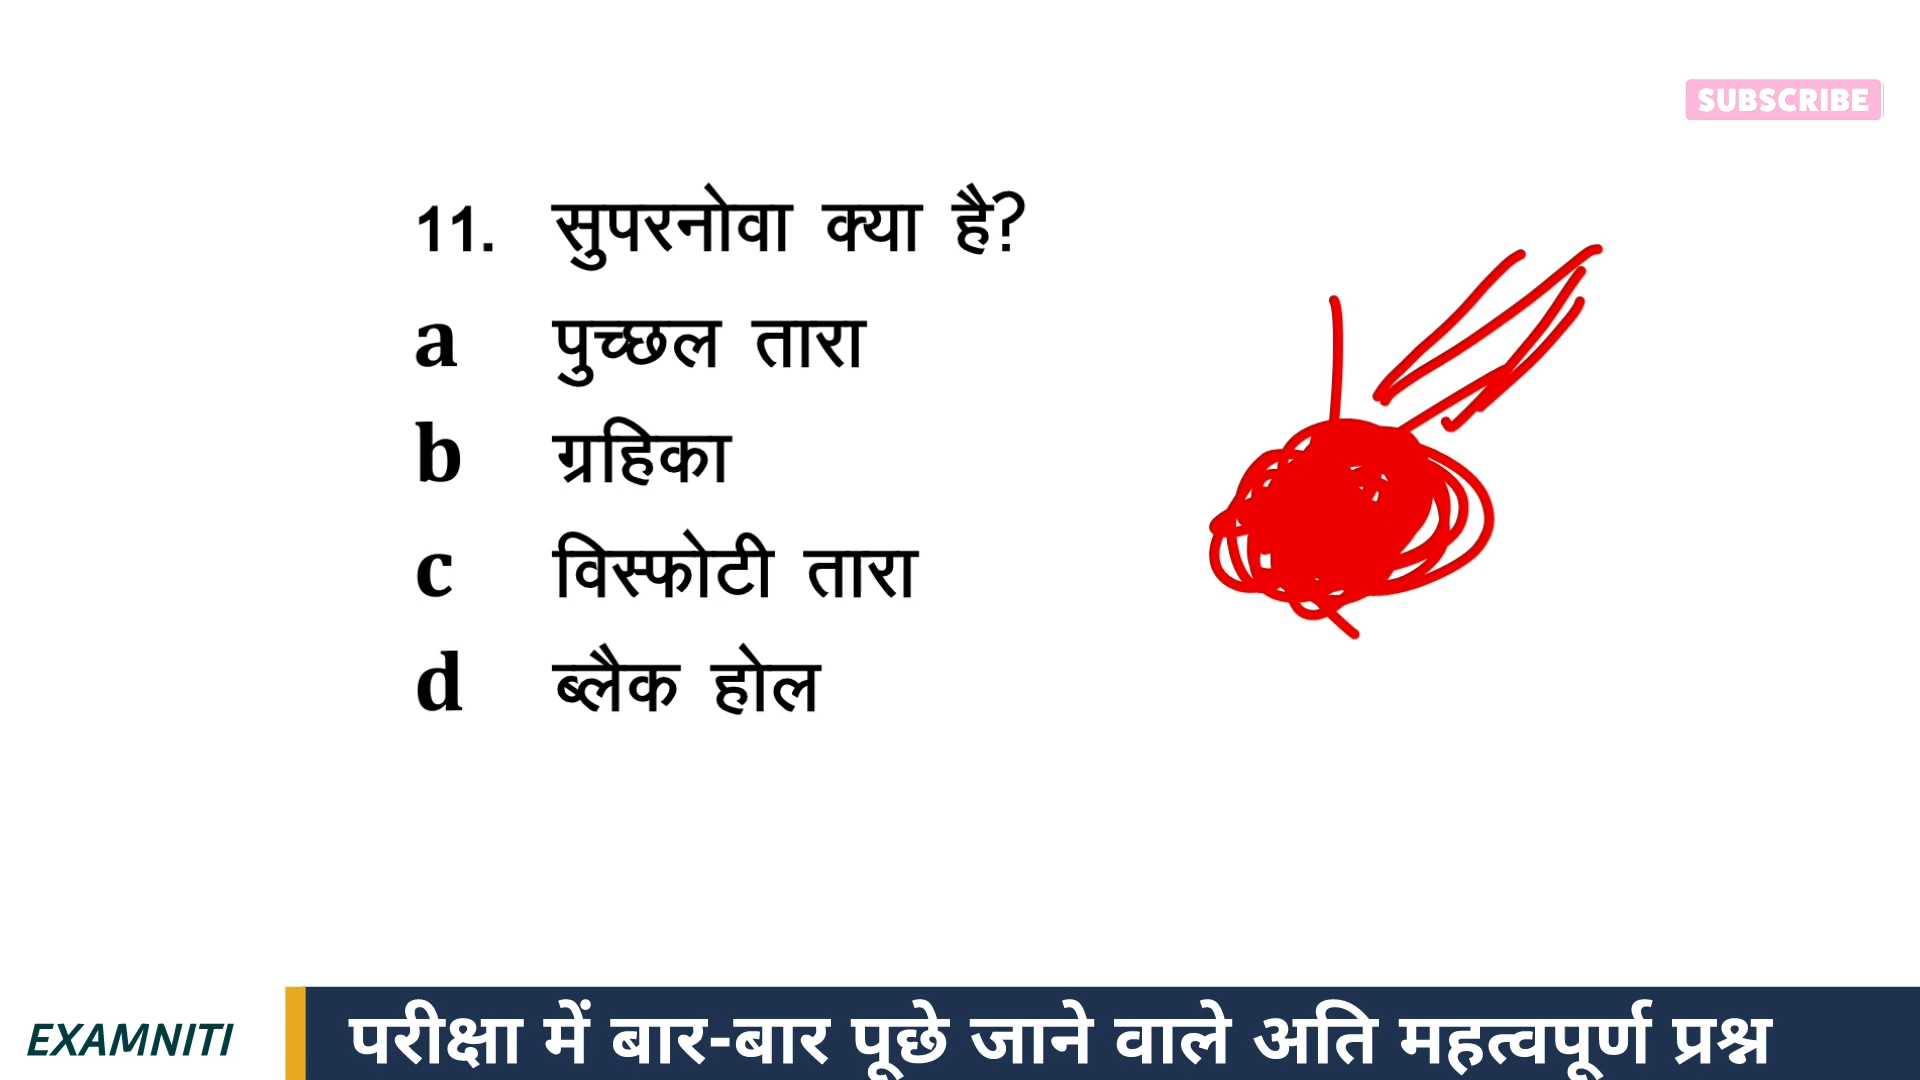 SUBSCRIBE
11. सुपरनोवा क्या है?
a पुच्छल तारा
b ग्रहिका
c विस्फोटी तारा
d ब्लैक होल
EXAMNITI
परीक्षा में बार-बार पूछे जाने वाले अति महत्वपूर्ण प्रश्न